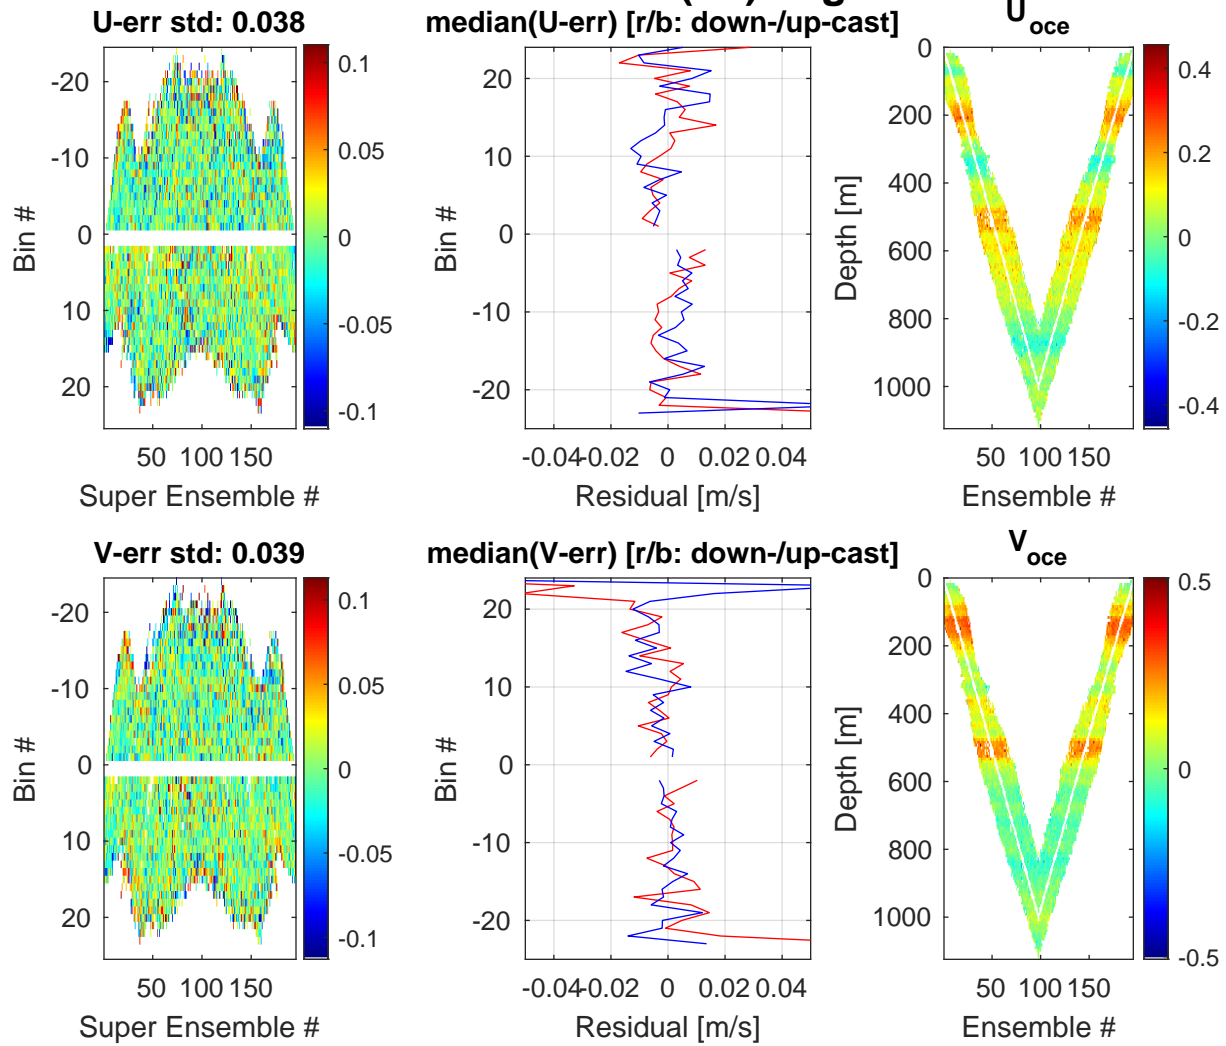 U-err std: 0.038
-20
-10
0
10
20
Bin #
50 100 150
Super Ensemble #
0.1
0.05
0
-0.05
-0.1
median(U-err) [r/b: down-/up-cast]
20
10
0
-10
-20
Bin #
-0.04 -0.02 0 0.02 0.04
Residual [m/s]
Uoce
0
200
400
600
800
1000
Depth [m]
50 100 150
Ensemble #
0.4
0.2
0
-0.2
-0.4
V-err std: 0.039
-20
-10
0
10
20
Bin #
50 100 150
Super Ensemble #
0.1
0.05
0
-0.05
-0.1
median(V-err) [r/b: down-/up-cast]
20
10
0
-10
-20
Bin #
-0.04 -0.02 0 0.02 0.04
Residual [m/s]
Voce
0
200
400
600
800
1000
Depth [m]
50 100 150
Ensemble #
0.5
0
-0.5